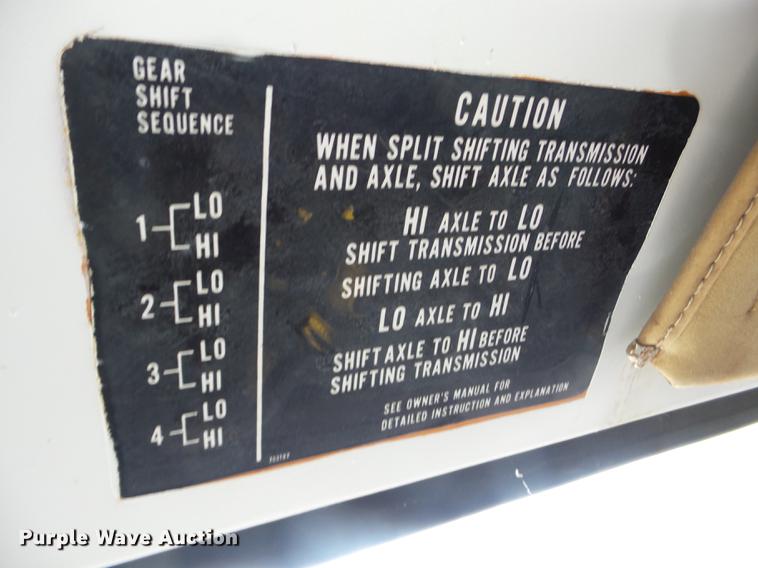 GEAR
SHIFT
SEQUENCE
1 LO
HI
2 LO
HI
3 LO
HI
4 LO
HI
CAUTION
WHEN SPLIT SHIFTING TRANSMISSION
AND AXLE, SHIFT AXLE AS FOLLOWS:
HI AXLE TO LO
SHIFT TRANSMISSION BEFORE
SHIFTING AXLE TO LO
LO AXLE TO HI
SHIFT AXLE TO HI BEFORE
SHIFTING TRANSMISSION
SEE OWNER'S MANUAL FOR
DETAILED INSTRUCTION AND EXPLANATION
Purple Wave Auction